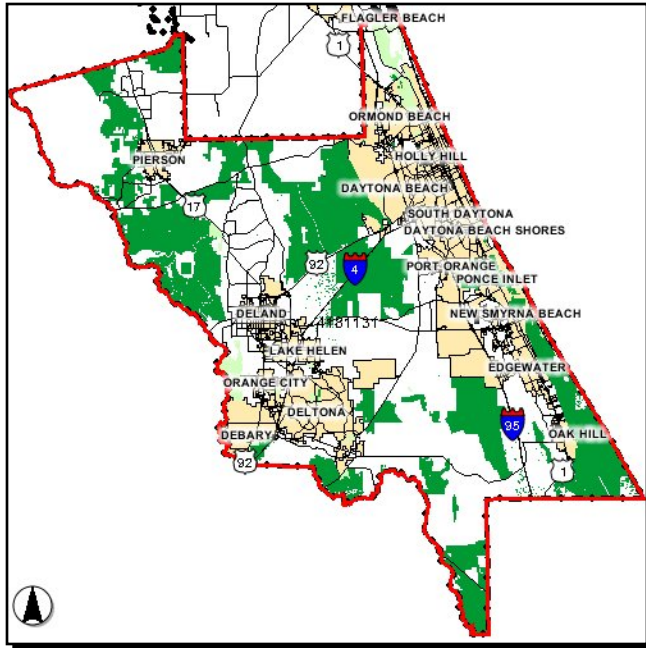 FLAGLER BEACH
1
ORMOND BEACH
HOLLY HILL
PIERSON
DAYTONA BEACH
17
SOUTH DAYTONA
DAYTONA BEACH SHORES
92
4
PORT ORANGE
PONCE INLET
DELAND
NEW SMYRNA BEACH
LAKE HELEN
EDGEWATER
ORANGE CITY
DELTONA
95
DEBARY
OAK HILL
92
1